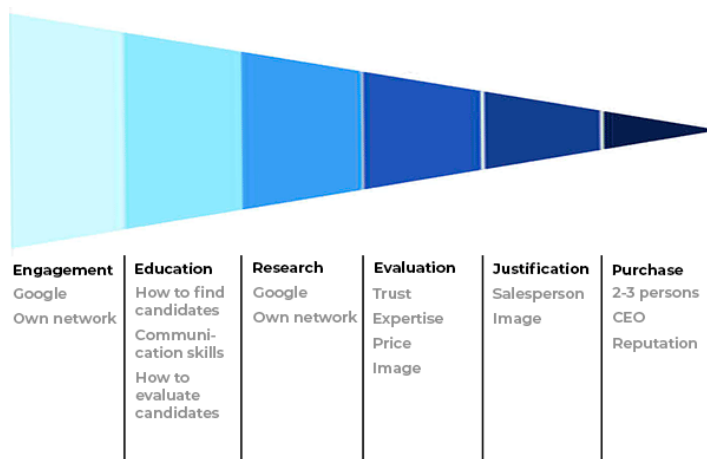 Engagement
Google
Own network
Education
How to find
candidates
Communi-
cation skills
How to
evaluate
candidates
Research
Google
Own network
Evaluation
Trust
Expertise
Price
Image
Justification
Salesperson
Image
Purchase
2-3 persons
CEO
Reputation